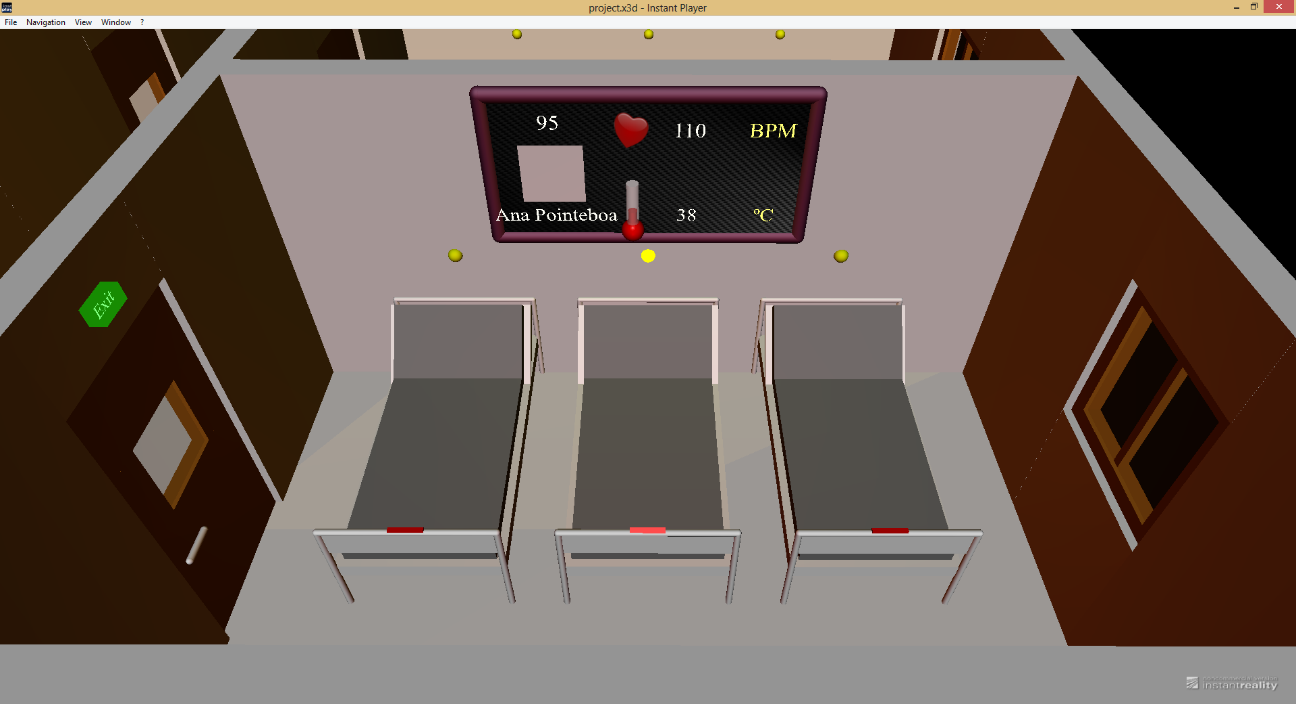 project.x3d - Instant Player
File Navigation View Window ?
95
110 BPM
Ana Pointeboa 38 ºC
Exit
instantreality